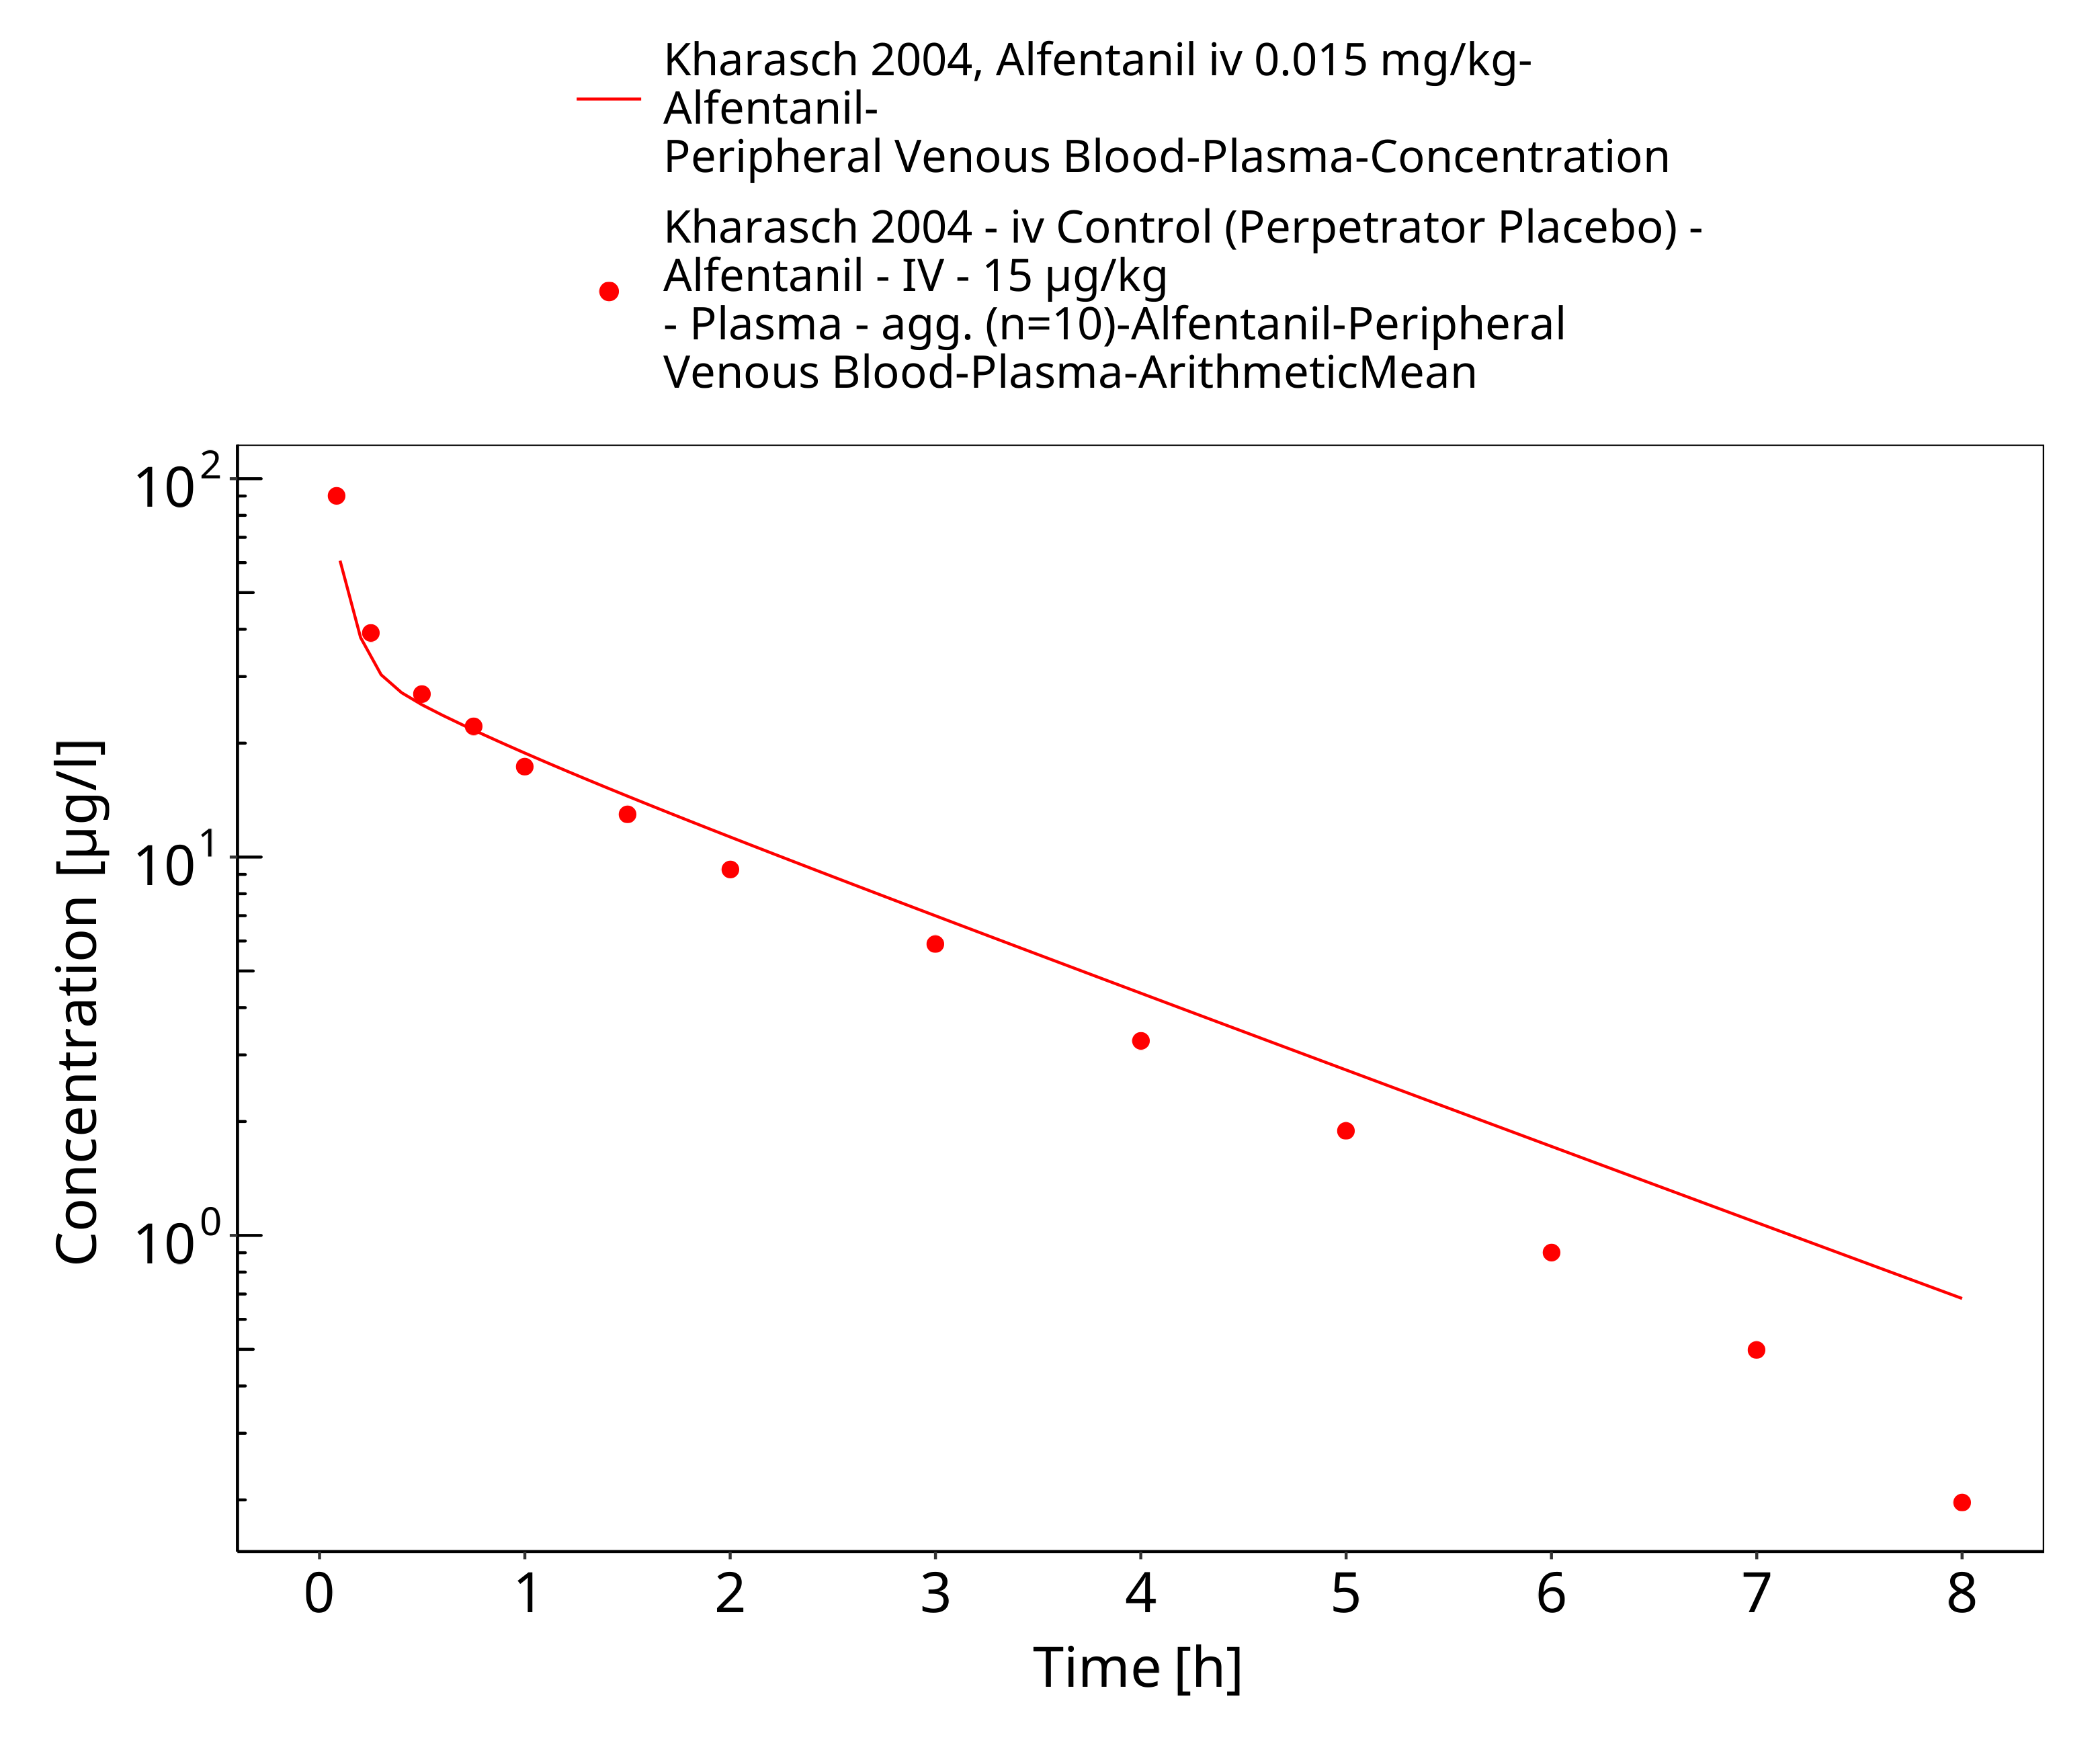 Kharasch 2004, Alfentanil iv 0.015 mg/kg-
Alfentanil-
Peripheral Venous Blood-Plasma-Concentration
Kharasch 2004 - iv Control (Perpetrator Placebo) -
Alfentanil - IV - 15 µg/kg
- Plasma - agg. (n=10)-Alfentanil-Peripheral
Venous Blood-Plasma-ArithmeticMean
Concentration [µg/l]
10²
10¹
10⁰
0 1 2 3 4 5 6 7 8
Time [h]